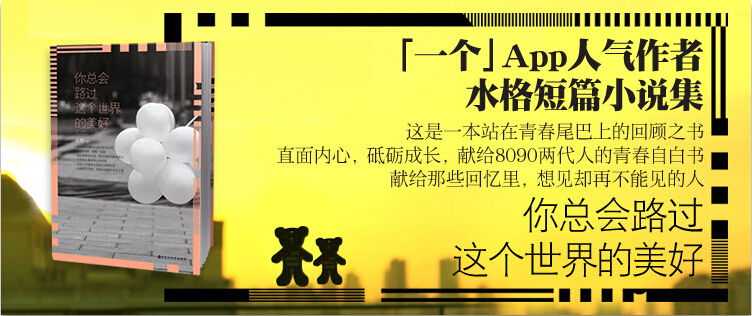 你总会
路过
这个世界
的美好
「一个」App人气作者
水格短篇小说集
这是一本站在青春尾巴上的回顾之书
直面内心，砥砺成长，献给8090两代人的青春自白书
献给那些回忆里，想见却再不能见的人
你总会路过
这个世界的美好